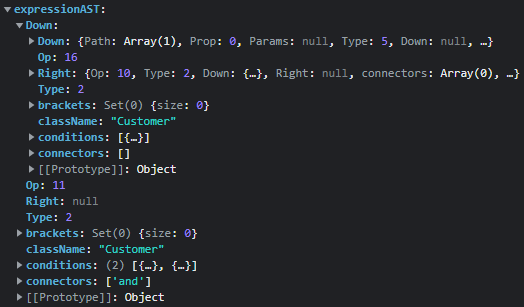 expressionAST:
Down:
Down: {Path: Array(1), Prop: 0, Params: null, Type: 5, Down: null, …}
Op: 16
Right: {Op: 10, Type: 2, Down: {…}, Right: null, connectors: Array(0), …}
Type: 2
brackets: Set(0) {size: 0}
className: "Customer"
conditions: [{…}]
connectors: []
[[Prototype]]: Object
Op: 11
Right: null
Type: 2
brackets: Set(0) {size: 0}
className: "Customer"
conditions: (2) [{…}, {…}]
connectors: ['and']
[[Prototype]]: Object